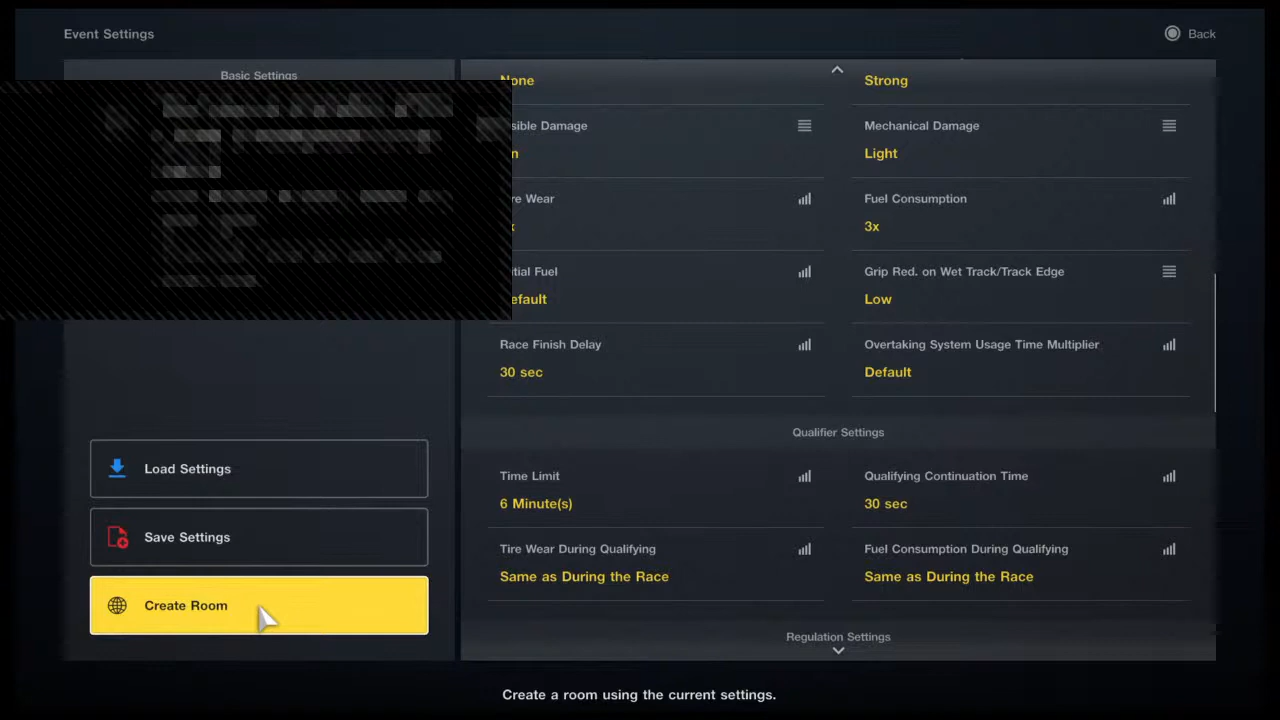 Event Settings
Back
Basic Settings
None
Strong
Damage
Mechanical Damage
Light
Wear
Fuel Consumption
3x
Fuel
Grip Red. on Wet Track/Track Edge
Low
Race Finish Delay
Overtaking System Usage Time Multiplier
30 sec
Default
Qualifier Settings
Load Settings
Time Limit
Qualifying Continuation Time
6 Minute(s)
30 sec
Save Settings
Tire Wear During Qualifying
Fuel Consumption During Qualifying
Same as During the Race
Same as During the Race
Create Room
Regulation Settings
Create a room using the current settings.